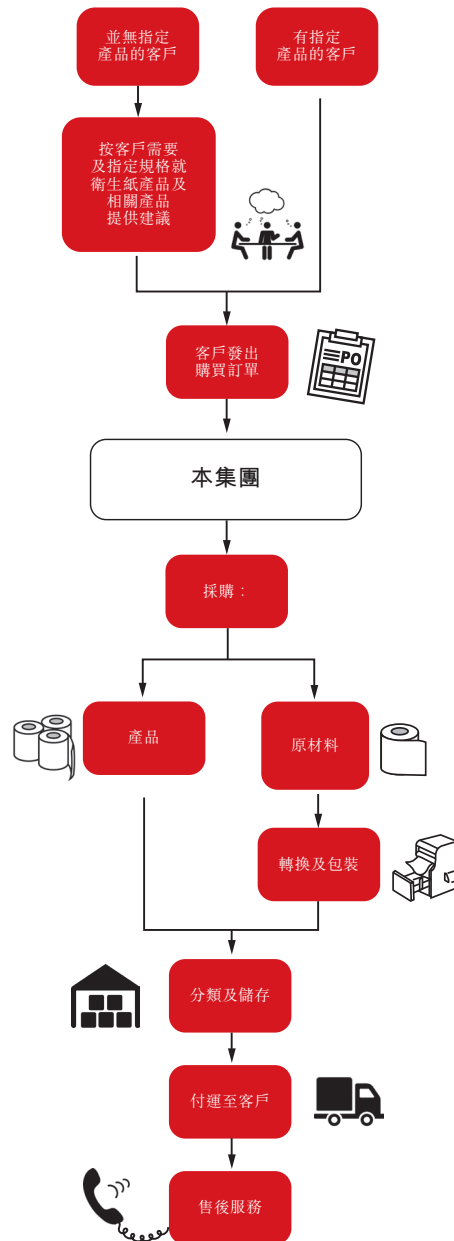 並無指定
產品的客戶
有指定
產品的客戶
按客戶需要
及指定規格就
衛生紙產品及
相關產品
提供建議
客戶發出
購買訂單
PO
本集團
採購：
產品
原材料
轉換及包裝
分類及儲存
付運至客戶
售後服務